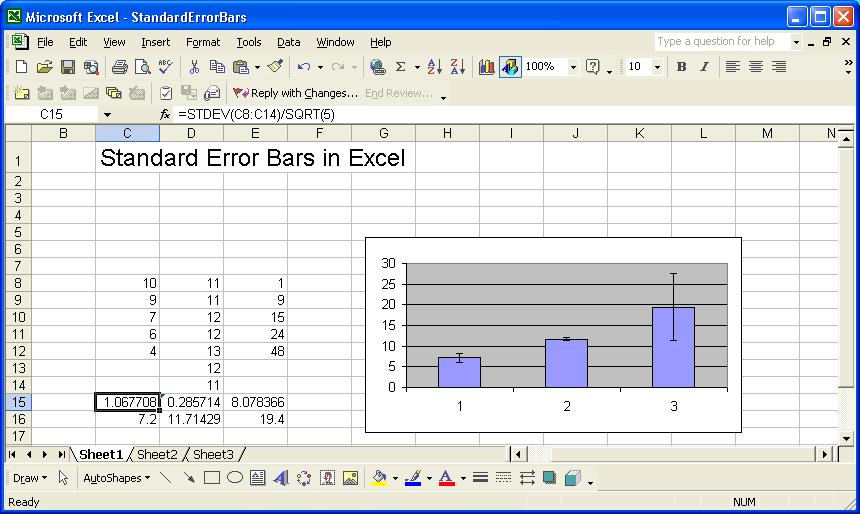 Microsoft Excel - StandardErrorBars
File Edit View Insert Format Tools Data Window Help Type a question for help
100% 10 B I
Reply with Changes... End Review...
C15 fx =STDEV(C8:C14)/SQRT(5)
B C D E F G H I J K L M N
1 Standard Error Bars in Excel
2
3
4
5
6
7
8 10 11 1
9 9 11 9
10 7 12 15
11 6 12 24
12 4 13 48
13 12
14 11
15 1.067708 0.285714 8.078366
16 7.2 11.71429 19.4
17
30
25
20
15
10
5
0
1 2 3
Sheet1 Sheet2 Sheet3
Draw AutoShapes A
Ready NUM